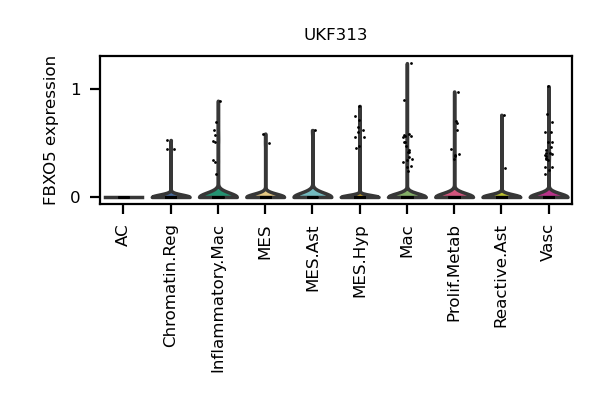 UKF313
FBXO5 expression
1
0
AC
Chromatin.Reg
Inflammatory.Mac
MES
MES.Ast
MES.Hyp
Mac
Prolif.Metab
Reactive.Ast
Vasc